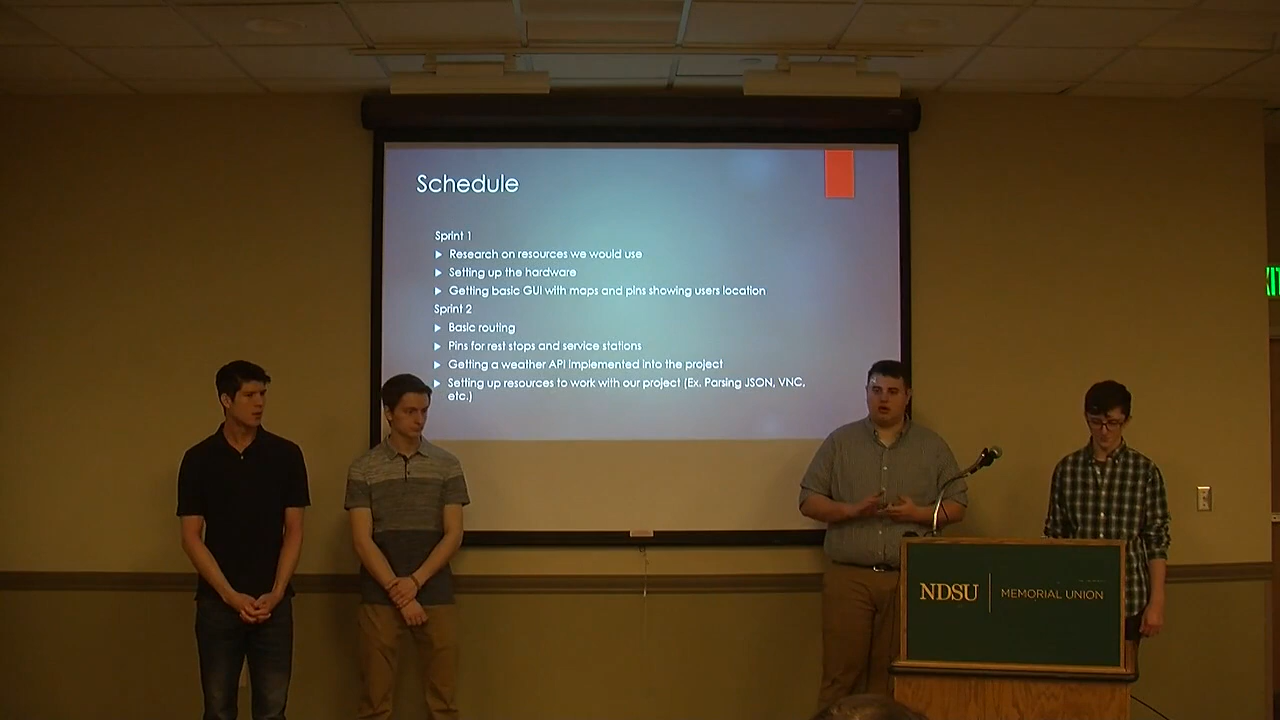 Schedule
Sprint 1
Research on resources we would use
Setting up the hardware
Getting basic GUI with maps and pins showing users location
Sprint 2
Basic routing
Pins for rest stops and service stations
Getting a weather API implemented into the project
Setting up resources to work with our project (Ex. Parsing JSON, VNC,
etc.)
NDSU MEMORIAL UNION